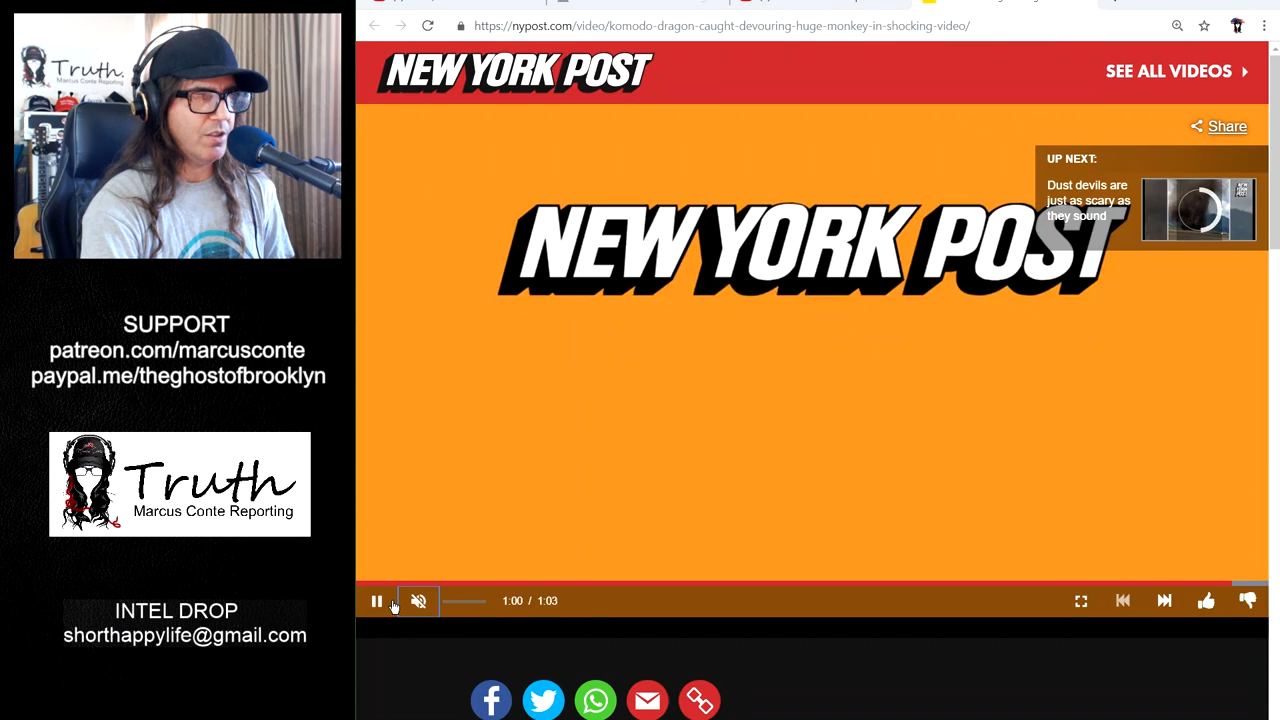 Truth.
Marcus Conte Reporting
SUPPORT
patreon.com/marcusconte
paypal.me/theghostofbrooklyn
Truth
Marcus Conte Reporting
INTEL DROP
shorthappylife@gmail.com
https://nypost.com/video/komodo-dragon-caught-devouring-huge-monkey-in-shocking-video/
NEW YORK POST
SEE ALL VIDEOS
Share
UP NEXT:
Dust devils are
just as scary as
they sound
NEW YORK POST
1:00 / 1:03